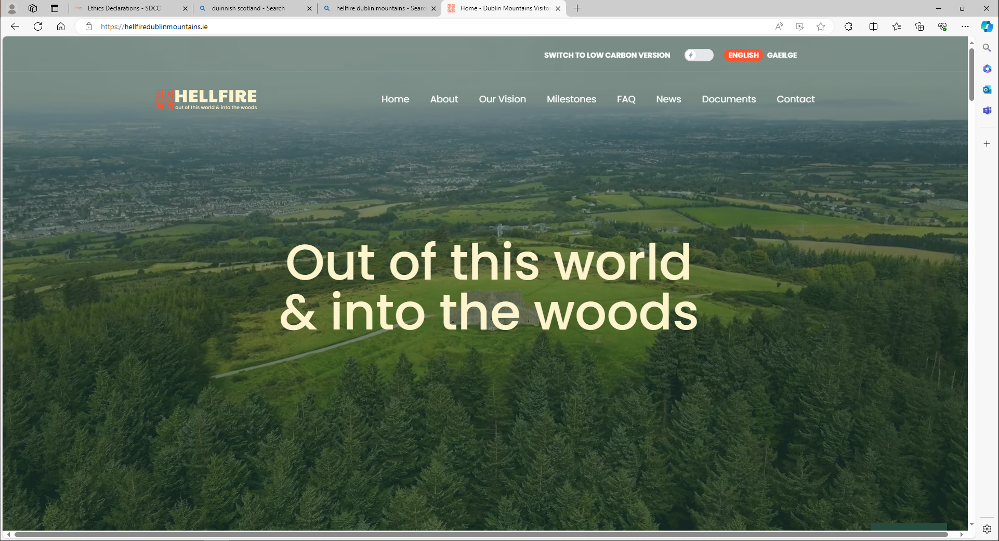 Ethics Declarations - SDCC
duirinish scotland - Search
hellfire dublin mountains - Searc
Home - Dublin Mountains Visitor
https://hellfiredublinmountains.ie
SWITCH TO LOW CARBON VERSION
ENGLISH GAEILGE
HELLFIRE
out of this world & into the woods
Home About Our Vision Milestones FAQ News Documents Contact
Out of this world
& into the woods